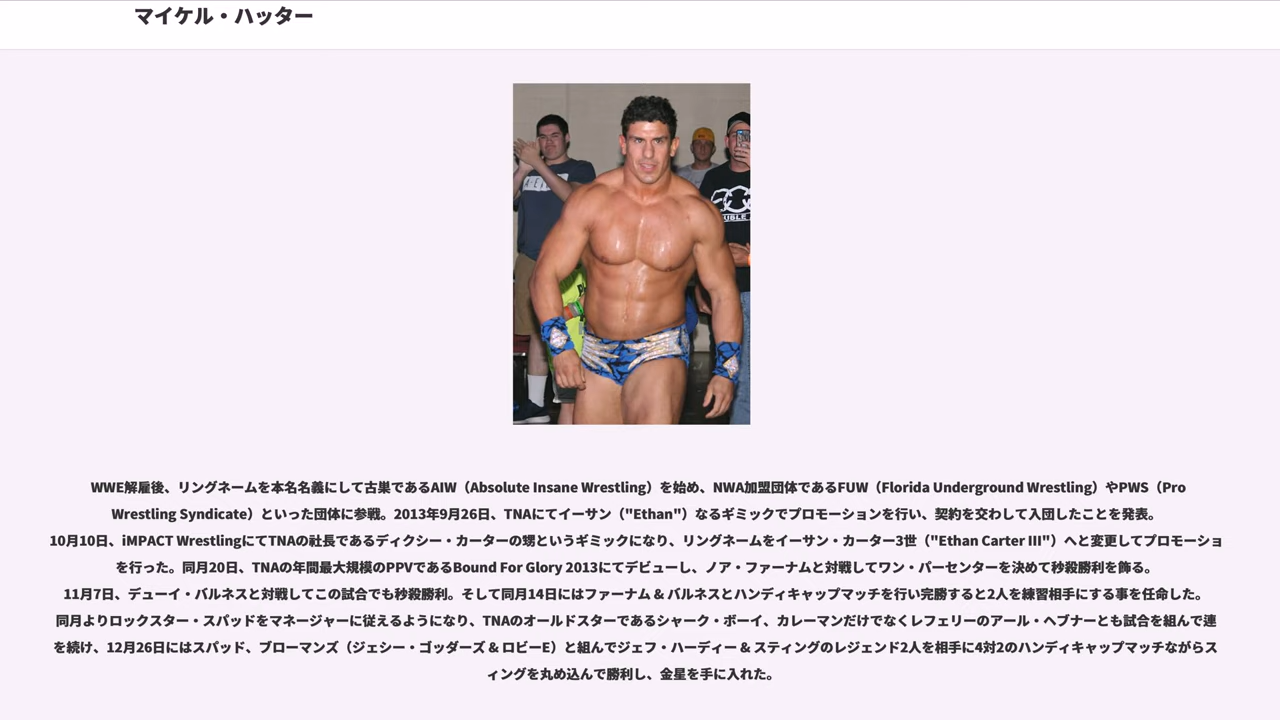 マイケル・ハッター
WWE解雇後、リングネームを本名名義にして古巣であるAIW（Absolute Insane Wrestling）を始め、NWA加盟団体であるFUW（Florida Underground Wrestling）やPWS（Pro
Wrestling Syndicate）といった団体に参戦。2013年9月26日、TNAにてイーサン（"Ethan"）なるギミックでプロモーションを行い、契約を交わして入団したことを発表。
10月10日、iMPACT WrestlingにてTNAの社長であるディクシー・カーターの甥というギミックになり、リングネームをイーサン・カーター3世（"Ethan Carter III"）へと変更してプロモーショ
を行った。同月20日、TNAの年間最大規模のPPVであるBound For Glory 2013にてデビューし、ノア・ファーナムと対戦してワン・パーセンターを決めて秒殺勝利を飾る。
11月7日、デューイ・バルネスと対戦してこの試合でも秒殺勝利。そして同月14日にはファーナム & バルネスとハンディキャップマッチを行い完勝すると2人を練習相手にする事を任命した。
同月よりロックスター・スパッドをマネージャーに従えるようになり、TNAのオールドスターであるシャーク・ボーイ、カレーマンだけでなくレフェリーのアール・ヘブナーとも試合を組んで連
を続け、12月26日にはスパッド、ブローマンズ（ジェシー・ゴッダーズ & ロビーE）と組んでジェフ・ハーディー & スティングのレジェンド2人を相手に4対2のハンディキャップマッチながらス
ィングを丸め込んで勝利し、金星を手に入れた。